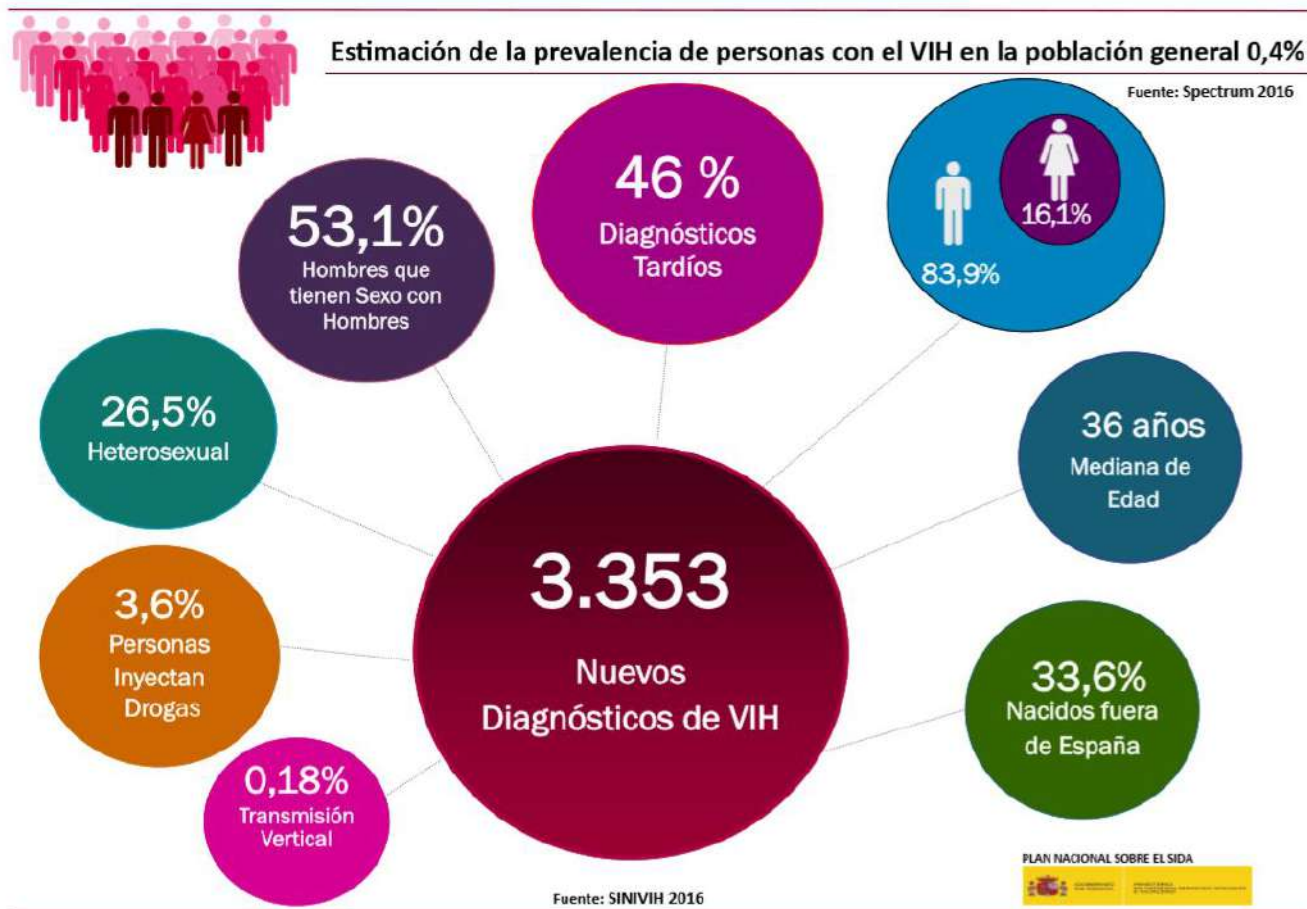 Estimación de la prevalencia de personas con el VIH en la población general 0,4%
Fuente: Spectrum 2016
53,1%
Hombres que
tienen Sexo con
Hombres
46 %
Diagnósticos
Tardíos
16,1%
83,9%
26,5%
Heterosexual
36 años
Mediana de
Edad
3,6%
Personas
Inyectan
Drogas
3.353
Nuevos
Diagnósticos de VIH
33,6%
Nacidos fuera
de España
0,18%
Transmisión
Vertical
PLAN NACIONAL SOBRE EL SIDA
Fuente: SINIVIH 2016